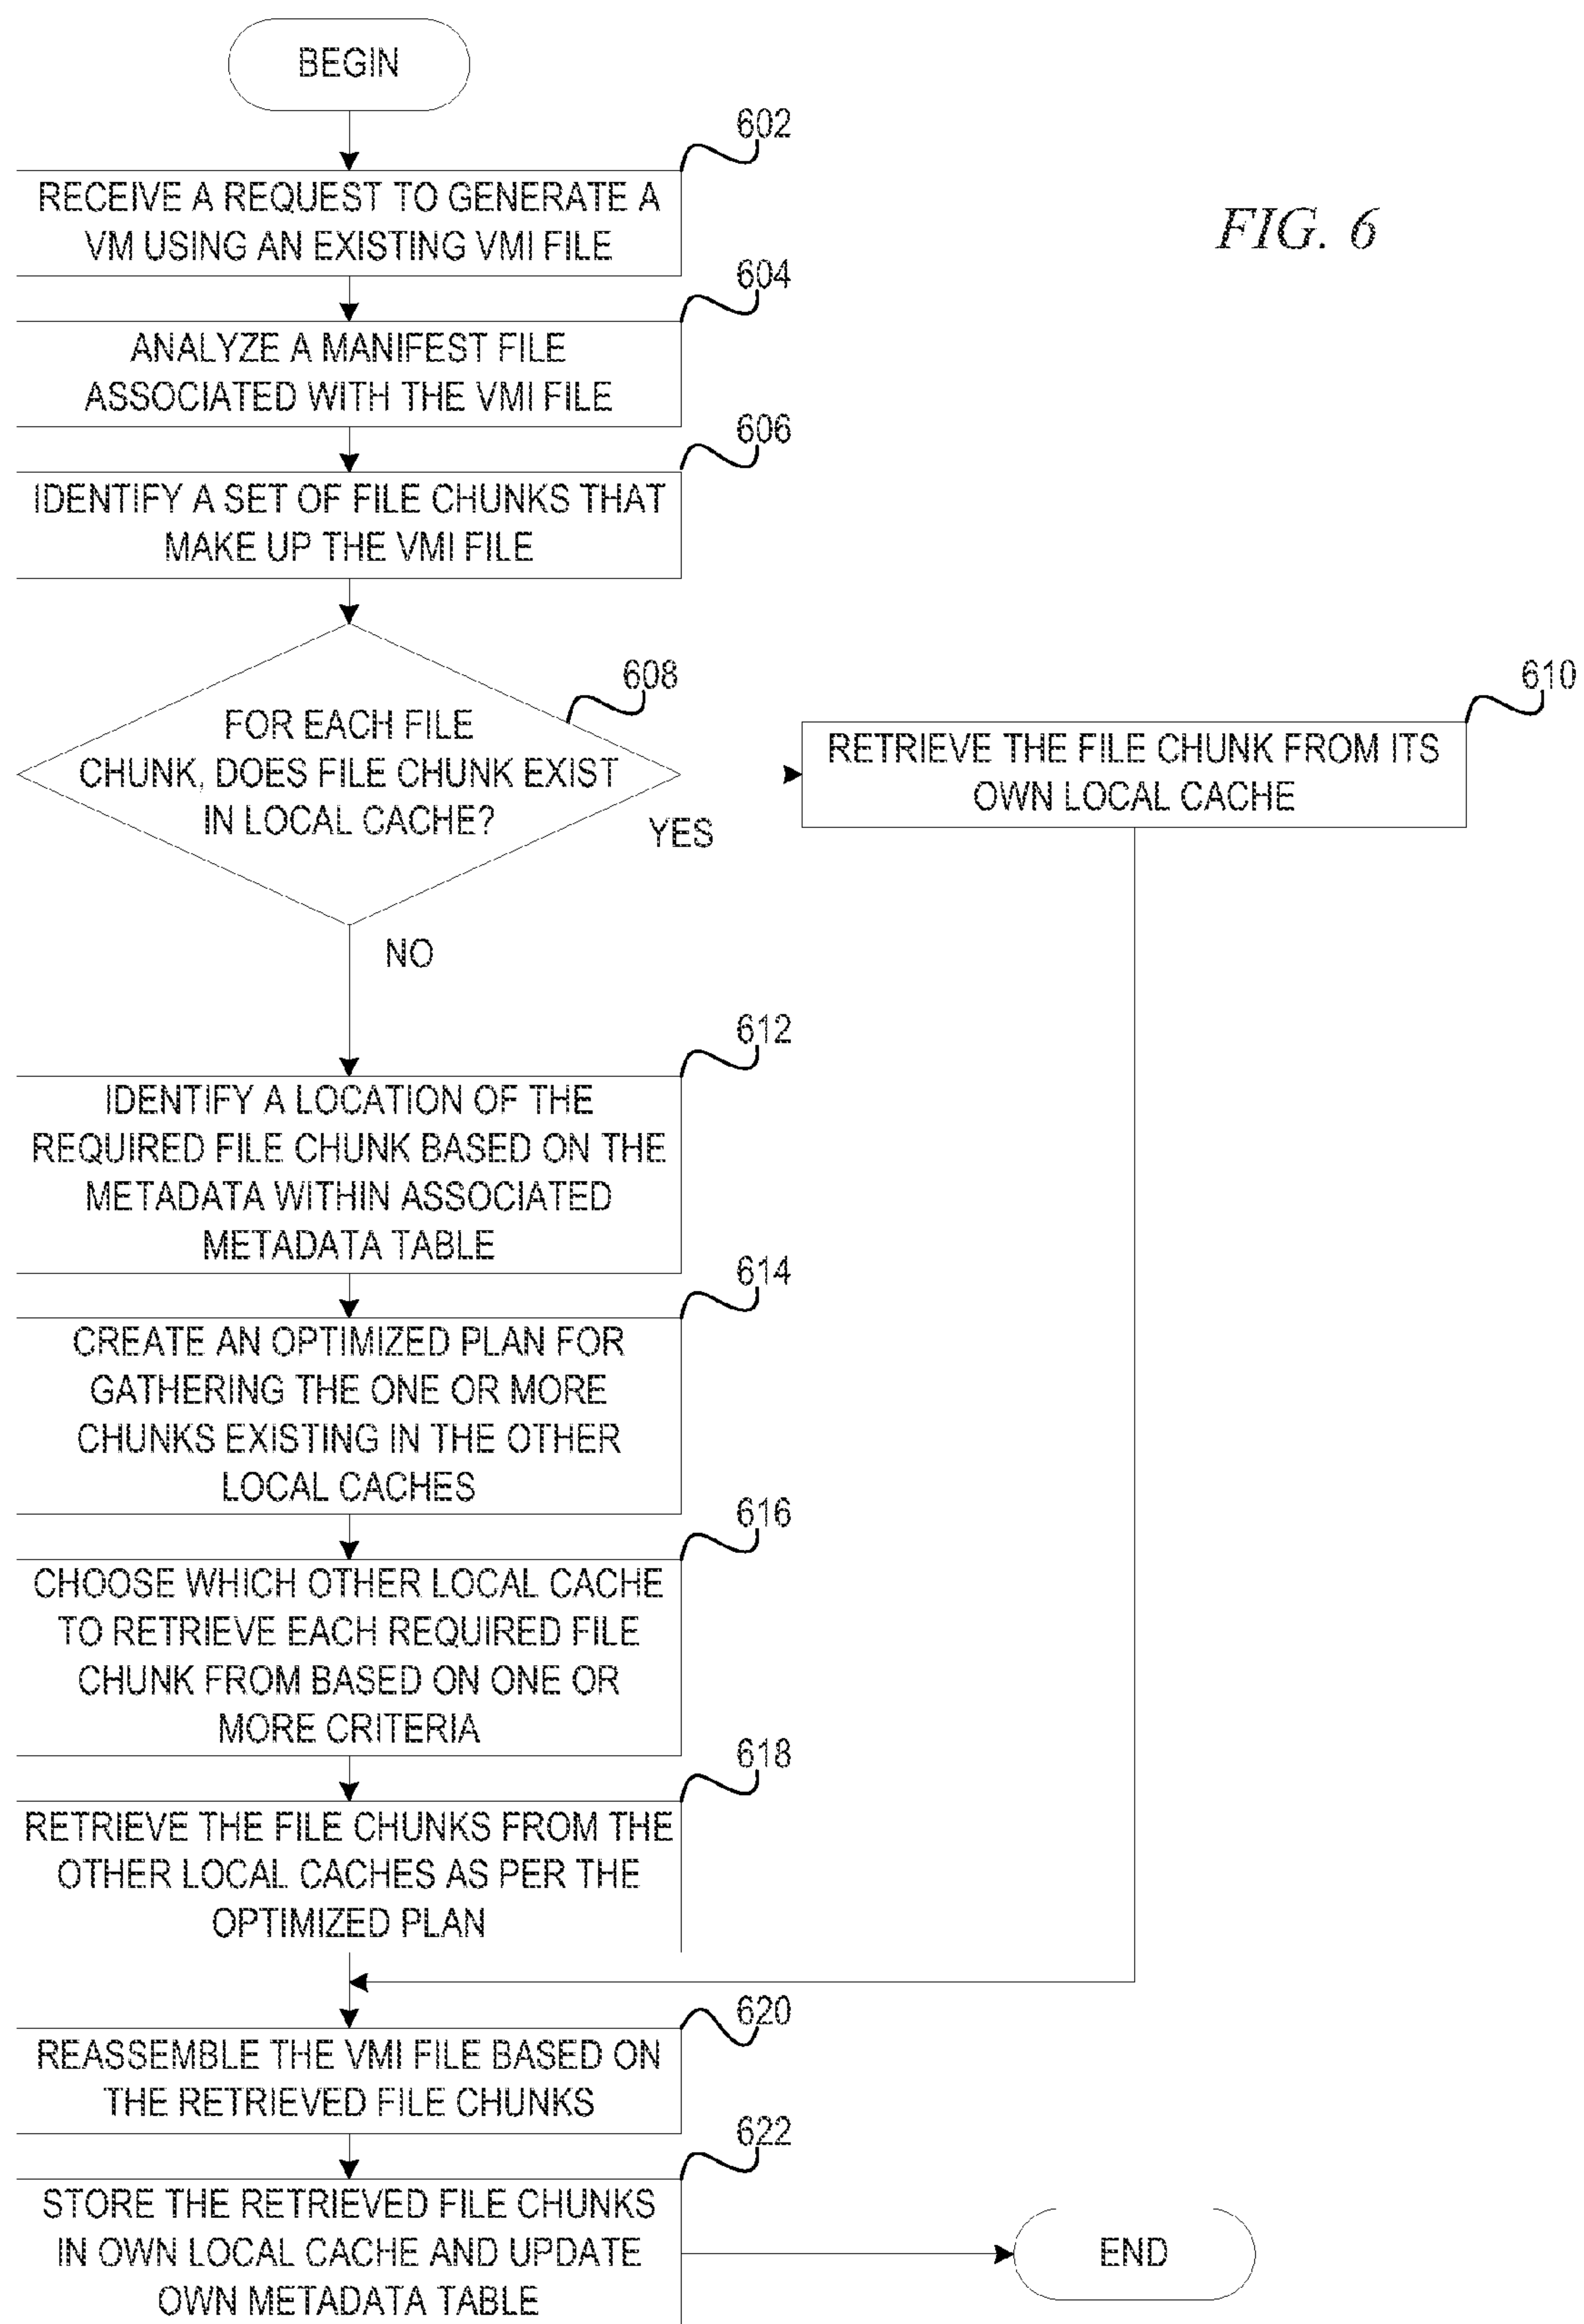 BEGIN
602
RECEIVE A REQUEST TO GENERATE A
VM USING AN EXISTING VMI FILE
FIG. 6
604
ANALYZE A MANIFEST FILE
ASSOCIATED WITH THE VMI FILE
606
IDENTIFY A SET OF FILE CHUNKS THAT
MAKE UP THE VMI FILE
608
FOR EACH FILE
CHUNK, DOES FILE CHUNK EXIST
IN LOCAL CACHE?
YES
610
RETRIEVE THE FILE CHUNK FROM ITS
OWN LOCAL CACHE
NO
612
IDENTIFY A LOCATION OF THE
REQUIRED FILE CHUNK BASED ON THE
METADATA WITHIN ASSOCIATED
METADATA TABLE
614
CREATE AN OPTIMIZED PLAN FOR
GATHERING THE ONE OR MORE
CHUNKS EXISTING IN THE OTHER
LOCAL CACHES
616
CHOOSE WHICH OTHER LOCAL CACHE
TO RETRIEVE EACH REQUIRED FILE
CHUNK FROM BASED ON ONE OR
MORE CRITERIA
618
RETRIEVE THE FILE CHUNKS FROM THE
OTHER LOCAL CACHES AS PER THE
OPTIMIZED PLAN
620
REASSEMBLE THE VMI FILE BASED ON
THE RETRIEVED FILE CHUNKS
622
STORE THE RETRIEVED FILE CHUNKS
IN OWN LOCAL CACHE AND UPDATE
OWN METADATA TABLE
END